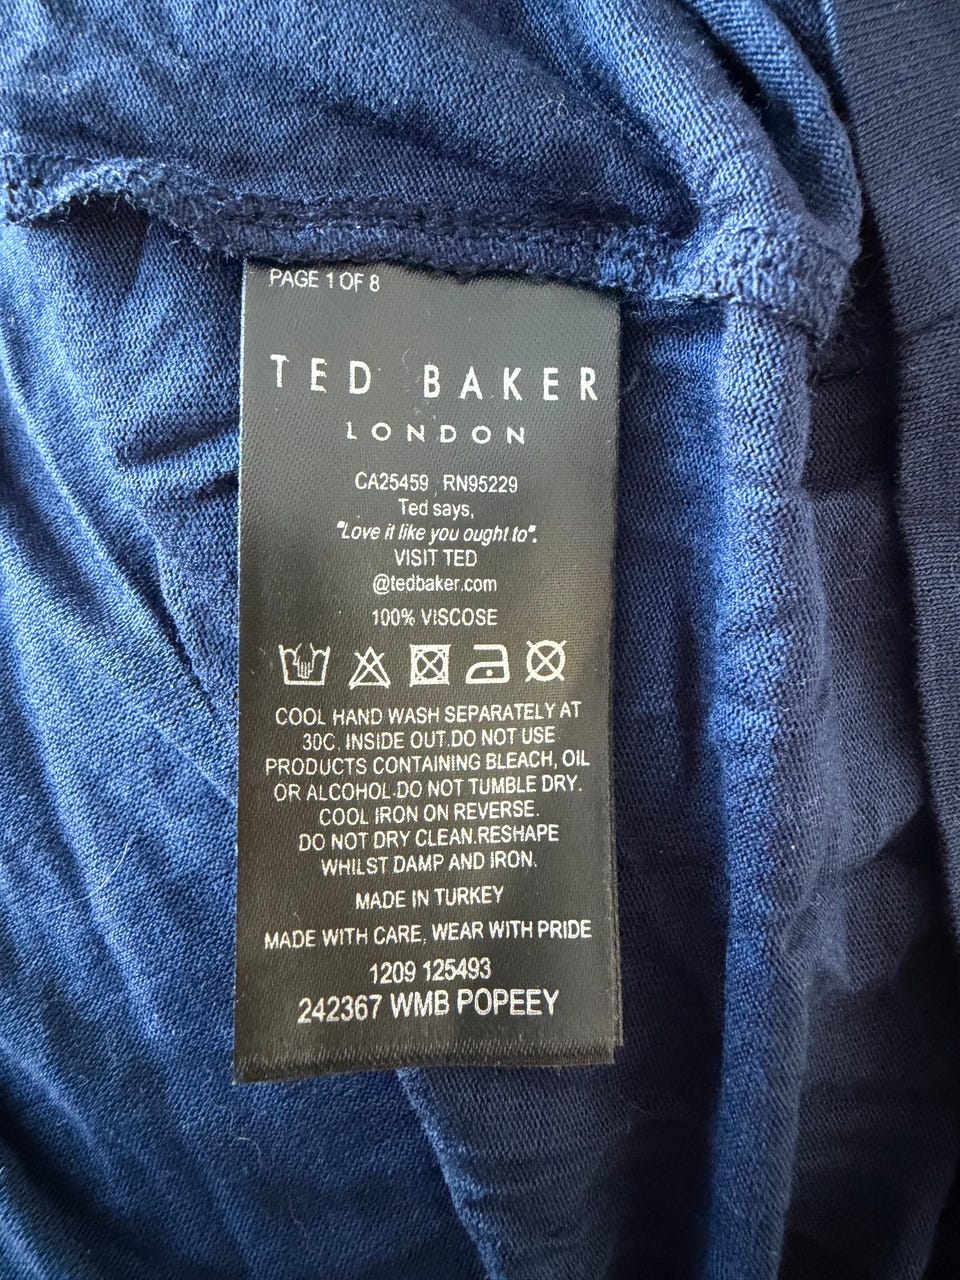 PAGE 1 OF 8
TED BAKER
LONDON
CA25459 RN95229
Ted says,
"Love it like you ought to".
VISIT TED
@tedbaker.com
100% VISCOSE
COOL HAND WASH SEPARATELY AT
30C, INSIDE OUT.DO NOT USE
PRODUCTS CONTAINING BLEACH, OIL
OR ALCOHOL.DO NOT TUMBLE DRY.
COOL IRON ON REVERSE.
DO NOT DRY CLEAN.RESHAPE
WHILST DAMP AND IRON.
MADE IN TURKEY
MADE WITH CARE, WEAR WITH PRIDE
1209 125493
242367 WMB POPEEY